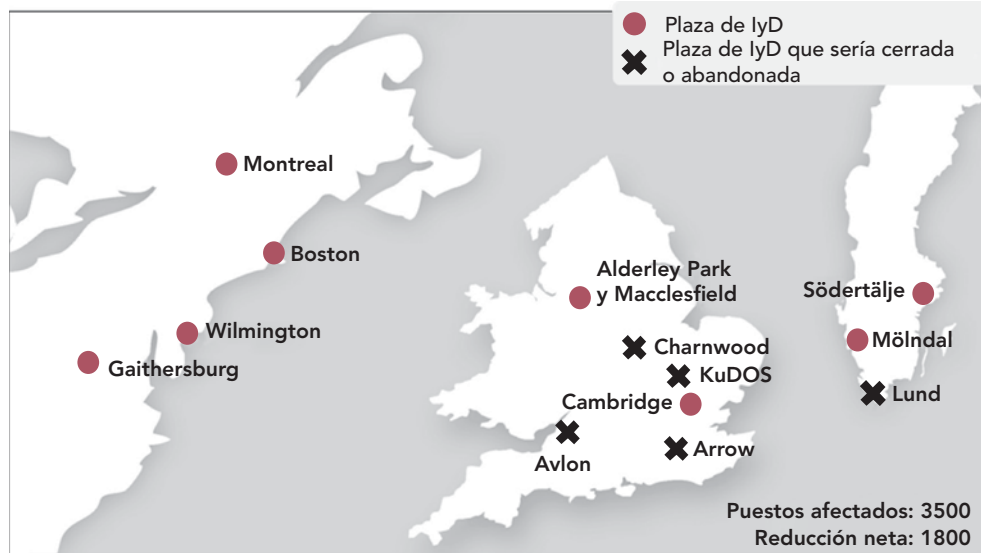 Plaza de IyD
Plaza de IyD que sería cerrada
o abandonada
Montreal
Boston
Wilmington
Gaithersburg
Alderley Park
y Macclesfield
Charnwood
KuDOS
Cambridge
Avlon
Arrow
Södertälje
Mölndal
Lund
Puestos afectados: 3500
Reducción neta: 1800